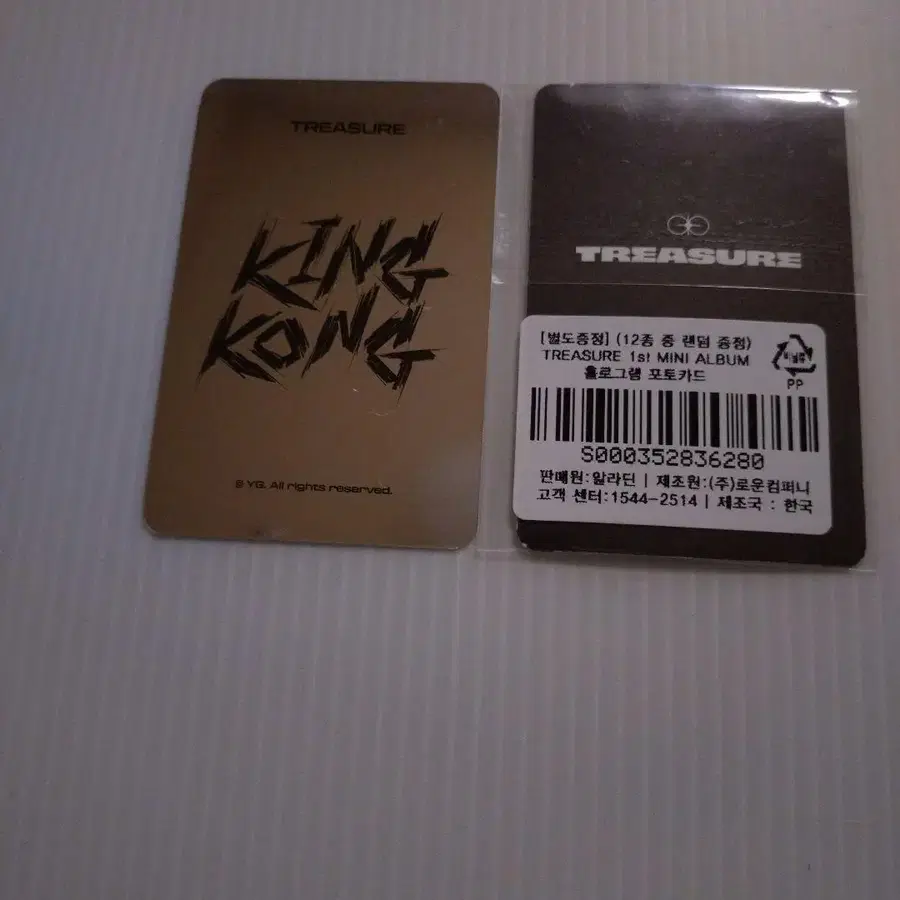 TREASURE
KING
KONG
© YG. All rights reserved.
TREASURE
[별도증정] (12종 중 랜덤 증정)
TREASURE 1st MINI ALBUM
홀로그램 포토카드
PP
S000352836280
판매원:알라딘 | 제조원:(주)로운컴퍼니
고객 센터:1544-2514 | 제조국 : 한국